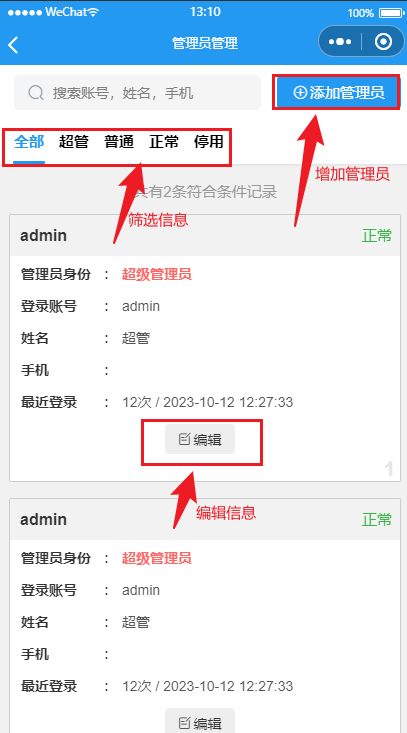 WeChat 13:10 100%
管理员管理
搜索账号，姓名，手机 添加管理员
全部 超管 普通 正常 停用
增加管理员
共有2条符合条件记录
筛选信息
admin 正常
管理员身份 : 超级管理员
登录账号 : admin
姓名 : 超管
手机 :
最近登录 : 12次 / 2023-10-12 12:27:33
编辑
1
编辑信息
admin 正常
管理员身份 : 超级管理员
登录账号 : admin
姓名 : 超管
手机 :
最近登录 : 12次 / 2023-10-12 12:27:33
编辑